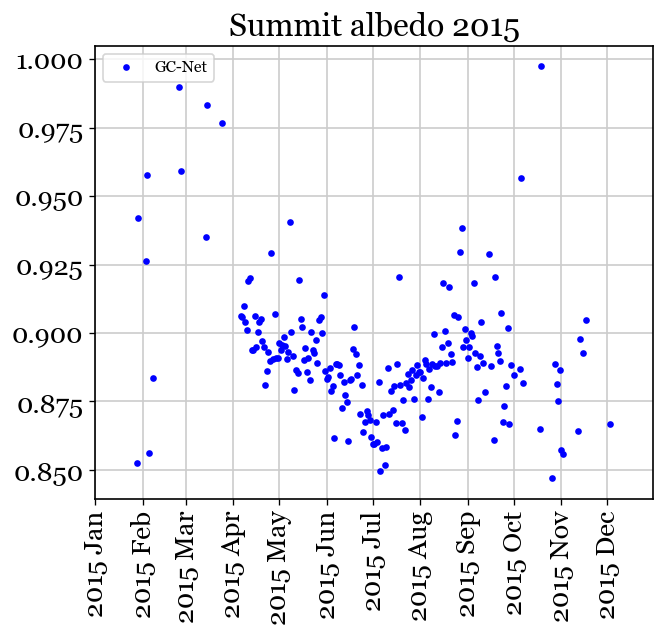 Summit albedo 2015
GC-Net
1.000
0.975
0.950
0.925
0.900
0.875
0.850
2015 Jan
2015 Feb
2015 Mar
2015 Apr
2015 May
2015 Jun
2015 Jul
2015 Aug
2015 Sep
2015 Oct
2015 Nov
2015 Dec